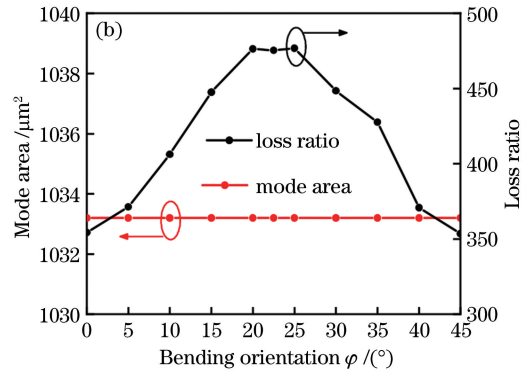 (b)
1040
1038
1036
1034
1032
1030
Mode area /μm²
500
450
400
350
300
Loss ratio
loss ratio
mode area
0 5 10 15 20 25 30 35 40 45
Bending orientation φ /(°)